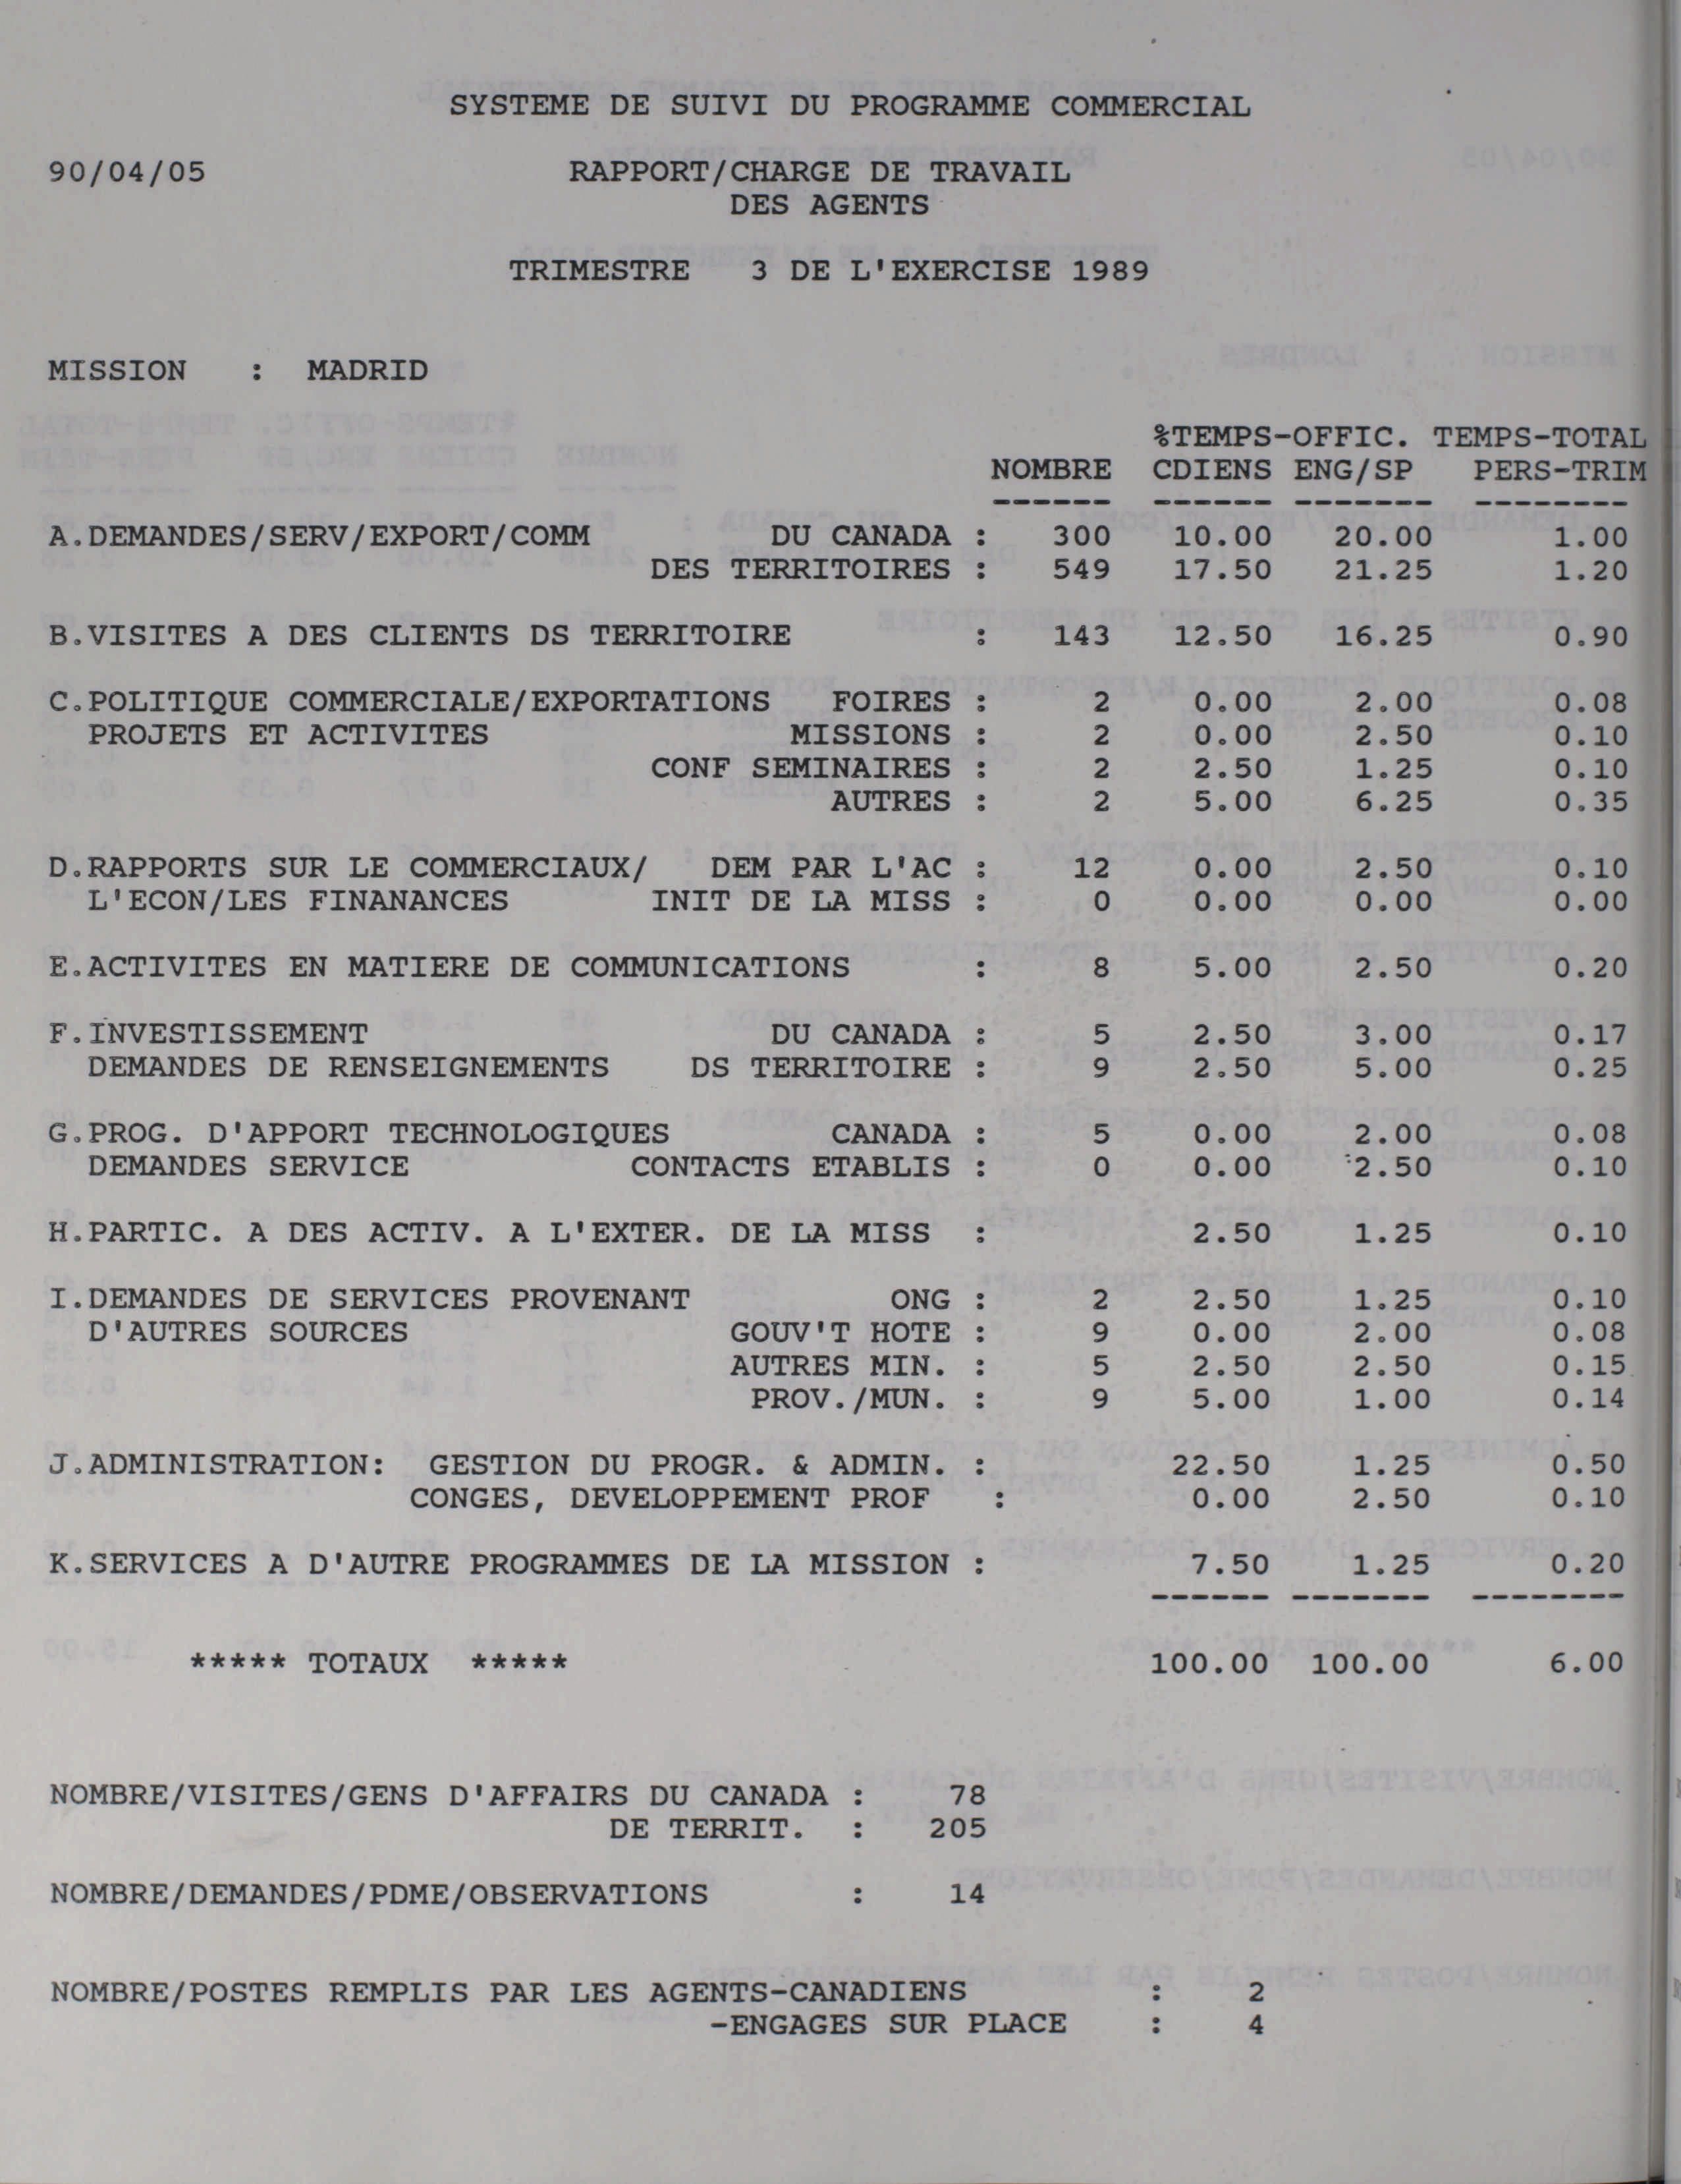 SYSTEME DE SUIVI DU PROGRAMME COMMERCIAL
90/04/05 RAPPORT/CHARGE DE TRAVAIL
DES AGENTS
TRIMESTRE 3 DE L'EXERCISE 1989
MISSION : MADRID
%TEMPS-OFFIC. TEMPS-TOTAL
NOMBRE CDIENS ENG/SP PERS-TRIM
------ ------ ------- --------
A.DEMANDES/SERV/EXPORT/COMM DU CANADA : 300 10.00 20.00 1.00
DES TERRITOIRES : 549 17.50 21.25 1.20
B.VISITES A DES CLIENTS DS TERRITOIRE : 143 12.50 16.25 0.90
C.POLITIQUE COMMERCIALE/EXPORTATIONS FOIRES : 2 0.00 2.00 0.08
PROJETS ET ACTIVITES MISSIONS : 2 0.00 2.50 0.10
CONF SEMINAIRES : 2 2.50 1.25 0.10
AUTRES : 2 5.00 6.25 0.35
D.RAPPORTS SUR LE COMMERCIAUX/ DEM PAR L'AC : 12 0.00 2.50 0.10
L'ECON/LES FINANANCES INIT DE LA MISS : 0 0.00 0.00 0.00
E.ACTIVITES EN MATIERE DE COMMUNICATIONS : 8 5.00 2.50 0.20
F.INVESTISSEMENT DU CANADA : 5 2.50 3.00 0.17
DEMANDES DE RENSEIGNEMENTS DS TERRITOIRE : 9 2.50 5.00 0.25
G.PROG. D'APPORT TECHNOLOGIQUES CANADA : 5 0.00 2.00 0.08
DEMANDES SERVICE CONTACTS ETABLIS : 0 0.00 2.50 0.10
H.PARTIC. A DES ACTIV. A L'EXTER. DE LA MISS : 2.50 1.25 0.10
I.DEMANDES DE SERVICES PROVENANT ONG : 2 2.50 1.25 0.10
D'AUTRES SOURCES GOUV'T HOTE : 9 0.00 2.00 0.08
AUTRES MIN. : 5 2.50 2.50 0.15
PROV./MUN. : 9 5.00 1.00 0.14
J.ADMINISTRATION: GESTION DU PROGR. & ADMIN. : 22.50 1.25 0.50
CONGES, DEVELOPPEMENT PROF : 0.00 2.50 0.10
K.SERVICES A D'AUTRE PROGRAMMES DE LA MISSION : 7.50 1.25 0.20
------ ------- --------
***** TOTAUX ***** 100.00 100.00 6.00
NOMBRE/VISITES/GENS D'AFFAIRS DU CANADA : 78
DE TERRIT. : 205
NOMBRE/DEMANDES/PDME/OBSERVATIONS : 14
NOMBRE/POSTES REMPLIS PAR LES AGENTS-CANADIENS : 2
-ENGAGES SUR PLACE : 4